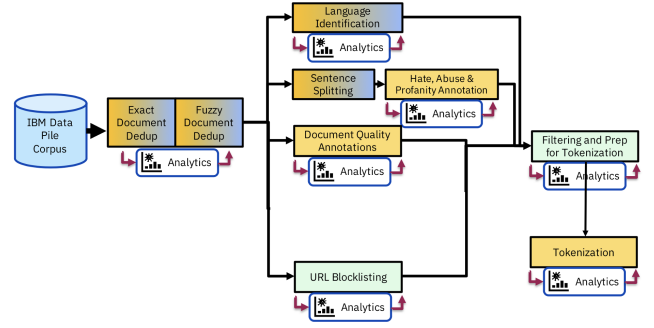 IBM Data
Pile
Corpus
Exact
Document
Dedup
Fuzzy
Document
Dedup
Analytics
Language
Identification
Analytics
Sentence
Splitting
Hate, Abuse &
Profanity Annotation
Analytics
Document Quality
Annotations
Analytics
URL Blocklisting
Analytics
Filtering and Prep
for Tokenization
Analytics
Tokenization
Analytics